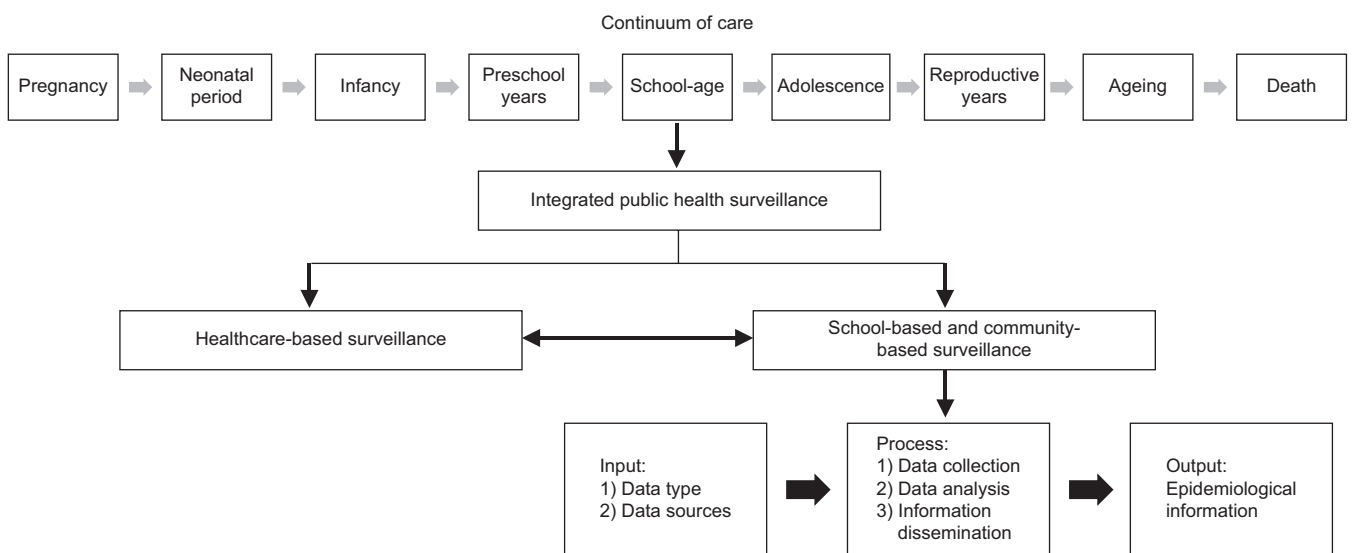 Continuum of care
Pregnancy
Neonatal
period
Infancy
Preschool
years
School-age
Adolescence
Reproductive
years
Ageing
Death
Integrated public health surveillance
Healthcare-based surveillance
School-based and community-
based surveillance
Input:
1) Data type
2) Data sources
Process:
1) Data collection
2) Data analysis
3) Information
dissemination
Output:
Epidemiological
information